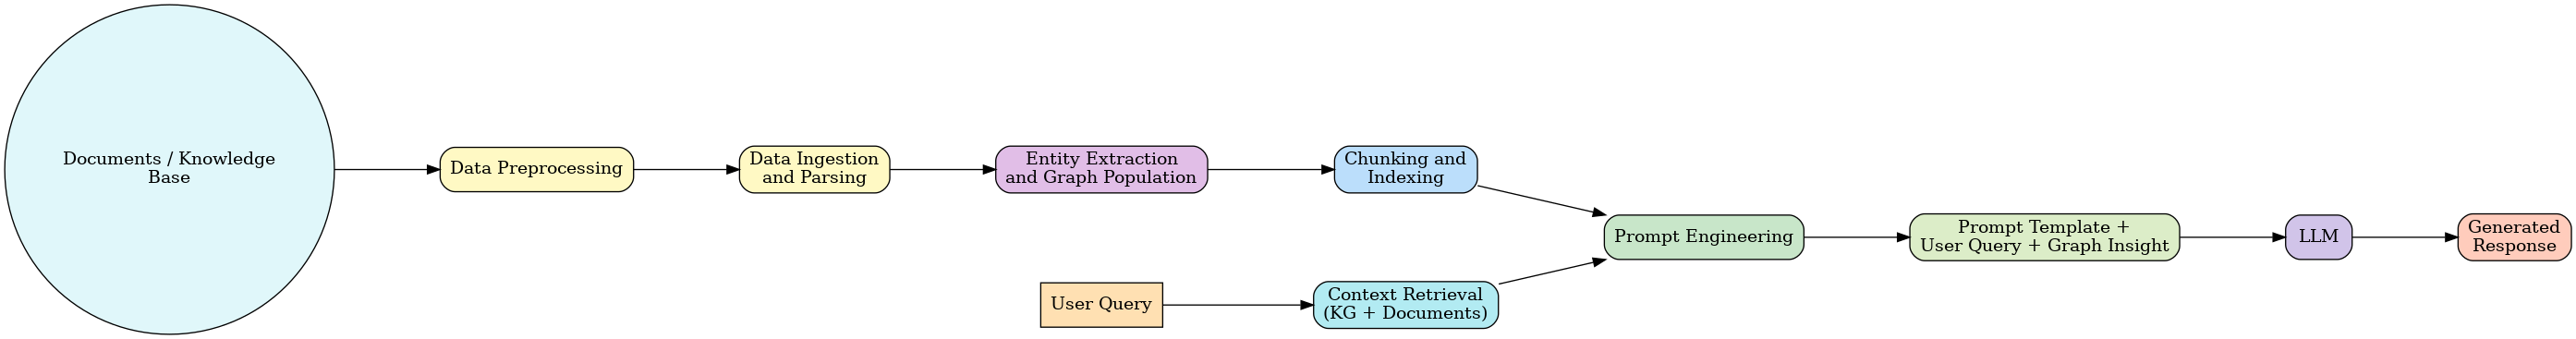 Documents / Knowledge
Base
Data Preprocessing
Data Ingestion
and Parsing
Entity Extraction
and Graph Population
Chunking and
Indexing
User Query
Context Retrieval
(KG + Documents)
Prompt Engineering
Prompt Template +
User Query + Graph Insight
LLM
Generated
Response